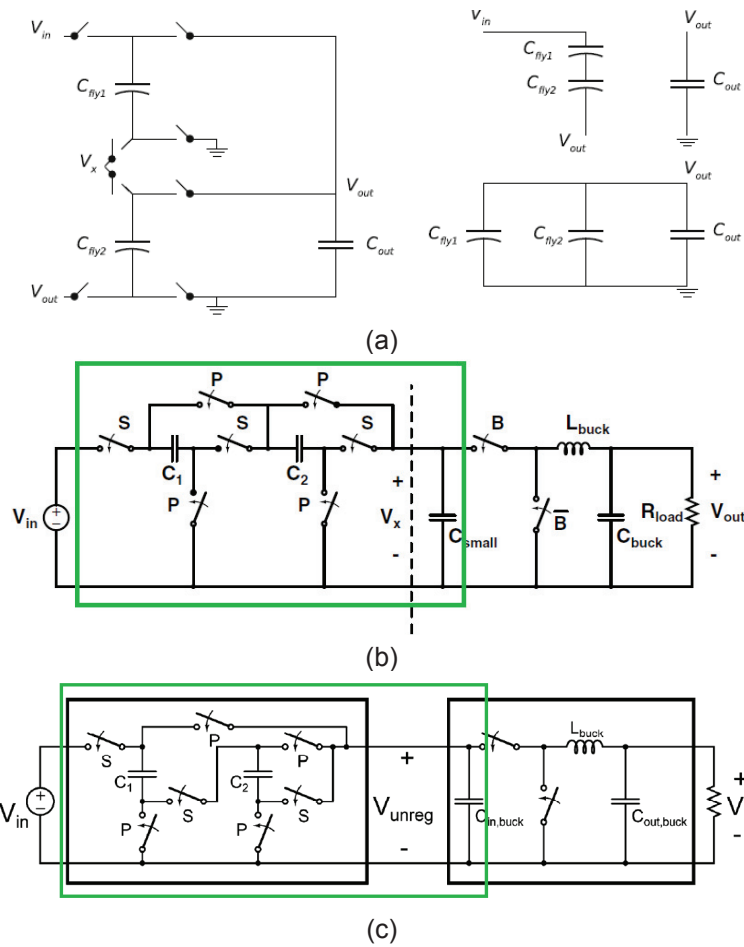 V_in
C_fly1
V_x
V_out
C_fly2
C_out
V_out
v_in
V_out
C_fly1
C_fly2
C_out
V_out
V_out
C_fly1
C_fly2
C_out
(a)
P P
S S S B L_buck
C_1 C_2
P P
V_in + V_x - C_small B̅ C_buck R_load + V_out -
(b)
S P P L_buck
C_1 C_2
S S
P P
V_in + V_unreg - C_in,buck C_out,buck + V -
(c)